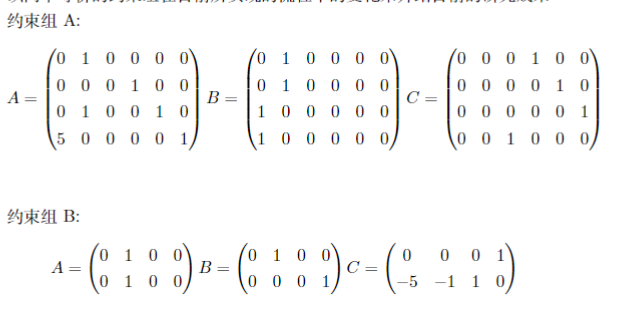 约束组 A:
A = (0 1 0 0 0 0) B = (0 1 0 0 0 0) C = (0 0 0 1 0 0)
0 0 0 1 0 0 0 1 0 0 0 0 0 0 0 0 1 0
0 1 0 0 1 0 1 0 0 0 0 0 0 0 0 0 0 1
5 0 0 0 0 1 1 0 0 0 0 0 0 0 1 0 0 0
约束组 B:
A = (0 1 0 0) B = (0 1 0 0) C = (0 0 0 1)
0 1 0 0 0 0 0 1 -5 -1 1 0